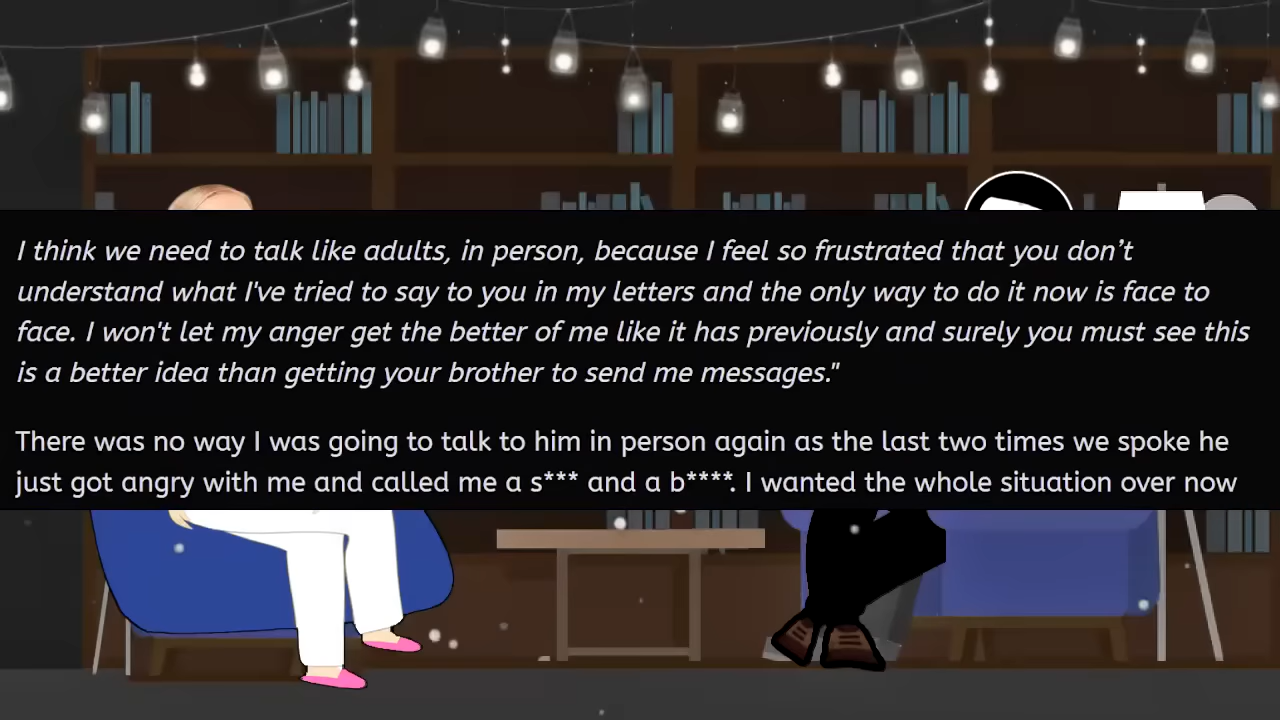 I think we need to talk like adults, in person, because I feel so frustrated that you don’t
understand what I've tried to say to you in my letters and the only way to do it now is face to
face. I won't let my anger get the better of me like it has previously and surely you must see this
is a better idea than getting your brother to send me messages."
There was no way I was going to talk to him in person again as the last two times we spoke he
just got angry with me and called me a s*** and a b****. I wanted the whole situation over now